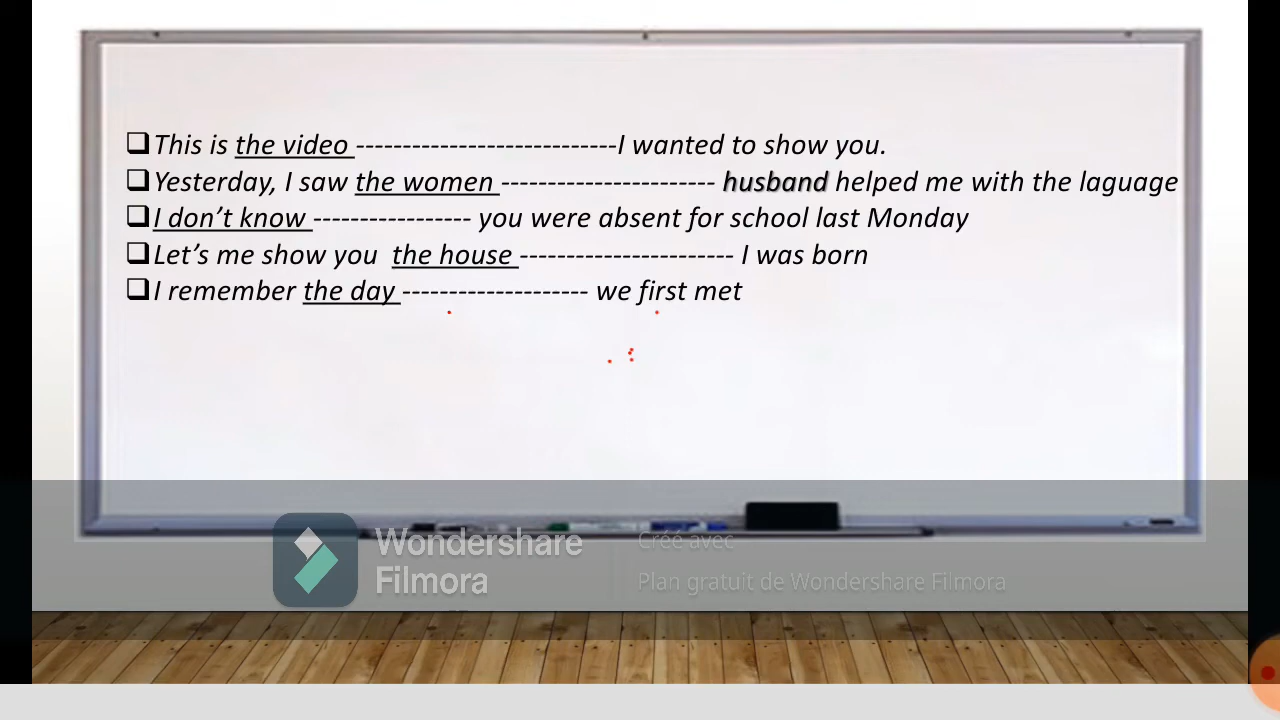 ❑This is the video ----------------------------I wanted to show you.
❑Yesterday, I saw the women ----------------------- husband helped me with the laguage
❑I don’t know ----------------- you were absent for school last Monday
❑Let’s me show you the house ----------------------- I was born
❑I remember the day -------------------- we first met
Wondershare
Filmora
Créé avec
Plan gratuit de Wondershare Filmora